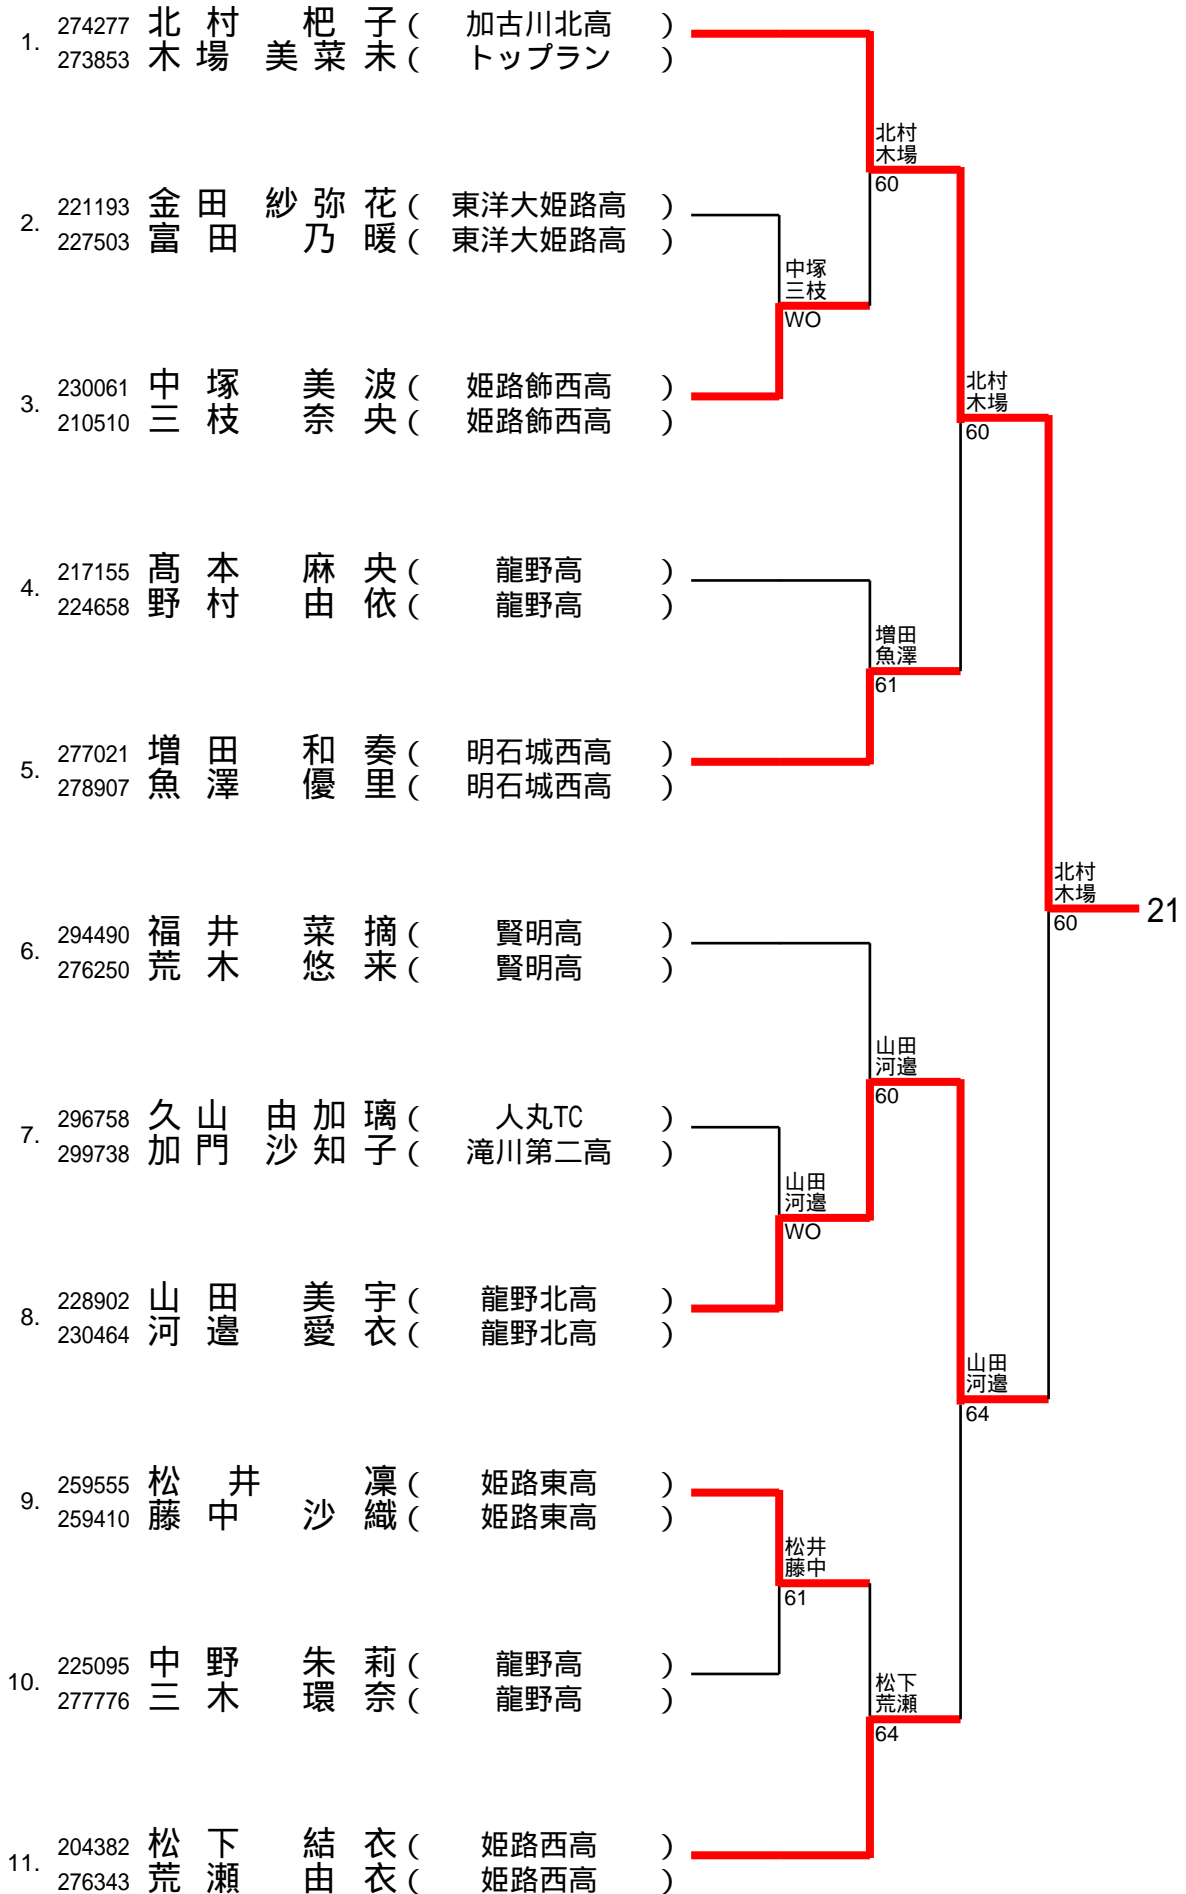 1. 274277 北村 杷子 ( 加古川北高 )
273853 木場 美菜未 ( トップラン )
北村
木場
60
2. 221193 金田 紗弥花 ( 東洋大姫路高 )
227503 富田 乃暖 ( 東洋大姫路高 )
中塚
三枝
WO
3. 230061 中塚 美波 ( 姫路飾西高 )
210510 三枝 奈央 ( 姫路飾西高 )
北村
木場
60
4. 217155 髙本 麻央 ( 龍野高 )
224658 野村 由依 ( 龍野高 )
増田
魚澤
61
5. 277021 増田 和奏 ( 明石城西高 )
278907 魚澤 優里 ( 明石城西高 )
北村
木場
60
21
6. 294490 福井 菜摘 ( 賢明高 )
276250 荒木 悠来 ( 賢明高 )
山田
河邉
60
7. 296758 久山 由加璃 ( 人丸TC )
299738 加門 沙知子 ( 滝川第二高 )
山田
河邉
WO
8. 228902 山田 美宇 ( 龍野北高 )
230464 河邉 愛衣 ( 龍野北高 )
山田
河邉
64
9. 259555 松井 凜 ( 姫路東高 )
259410 藤中 沙織 ( 姫路東高 )
松井
藤中
61
10. 225095 中野 朱莉 ( 龍野高 )
277776 三木 環奈 ( 龍野高 )
松下
荒瀬
64
11. 204382 松下 結衣 ( 姫路西高 )
276343 荒瀬 由衣 ( 姫路西高 )